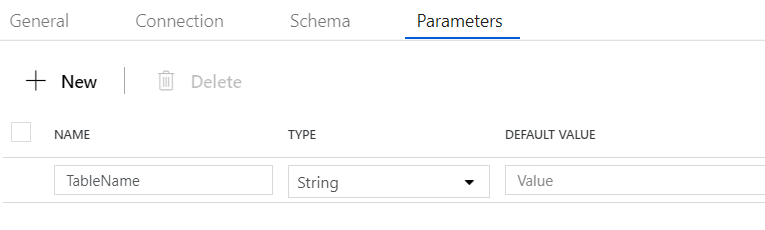 General Connection Schema Parameters
New Delete
NAME TYPE DEFAULT VALUE
TableName String Value